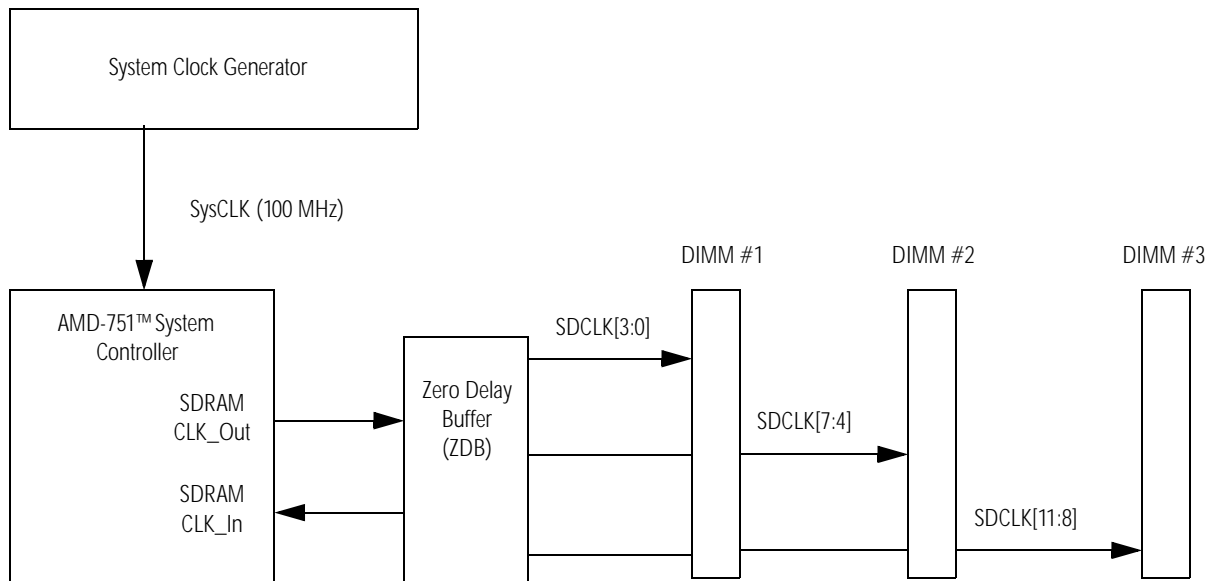 System Clock Generator
SysCLK (100 MHz)
DIMM #1
DIMM #2
DIMM #3
AMD-751™ System
Controller
SDCLK[3:0]
SDRAM
CLK_Out
Zero Delay
Buffer
(ZDB)
SDCLK[7:4]
SDRAM
CLK_In
SDCLK[11:8]